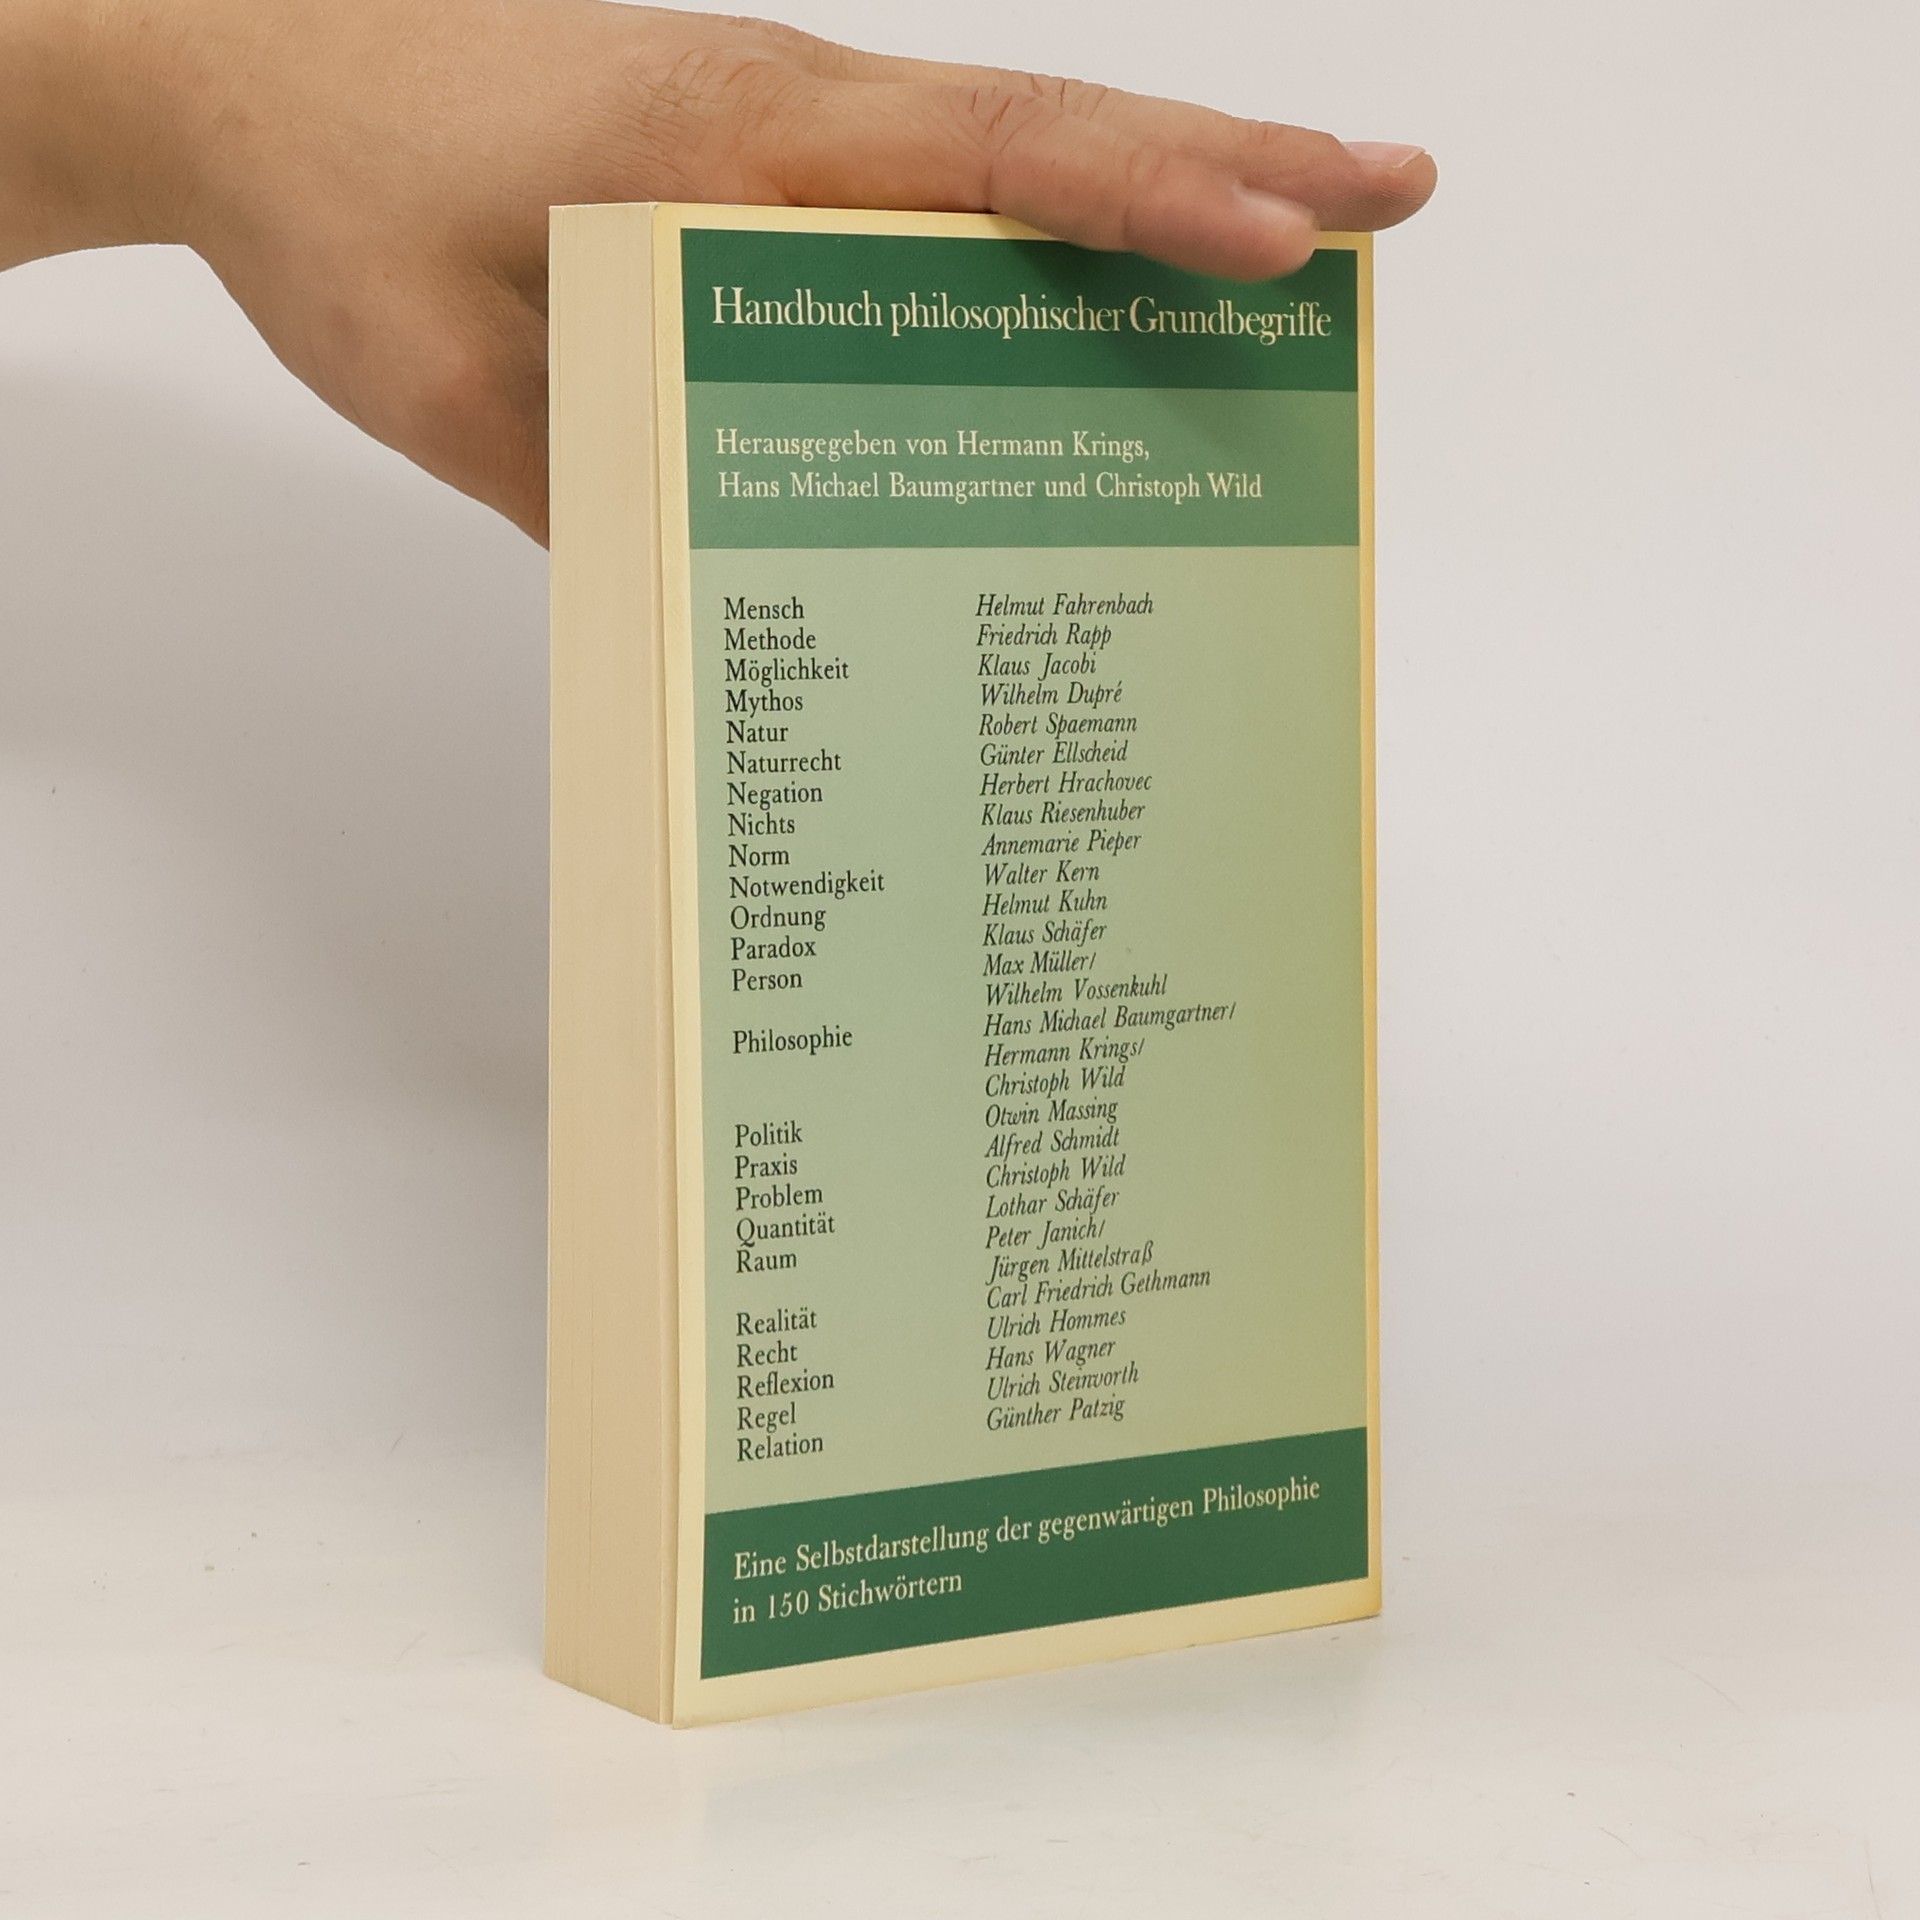 Handbuch philosophischer Grundbegriffe
Herausgegeben von Hermann Krings,
Hans Michael Baumgartner und Christoph Wild
Mensch Helmut Fahrenbach
Methode Friedrich Rapp
Möglichkeit Klaus Jacobi
Mythos Wilhelm Dupré
Natur Robert Spaemann
Naturrecht Günter Ellscheid
Negation Herbert Hrachovec
Nichts Klaus Riesenhuber
Norm Annemarie Pieper
Notwendigkeit Walter Kern
Ordnung Helmut Kuhn
Paradox Klaus Schäfer
Person Max Müller/
Wilhelm Vossenkuhl
Philosophie Hans Michael Baumgartner/
Hermann Krings/
Christoph Wild
Politik Otwin Massing
Praxis Alfred Schmidt
Problem Christoph Wild
Quantität Lothar Schäfer
Raum Peter Janich/
Jürgen Mittelstraß
Realität Carl Friedrich Gethmann
Recht Ulrich Hommes
Reflexion Hans Wagner
Regel Ulrich Steinvorth
Relation Günther Patzig
Eine Selbstdarstellung der gegenwärtigen Philosophie
in 150 Stichwörtern